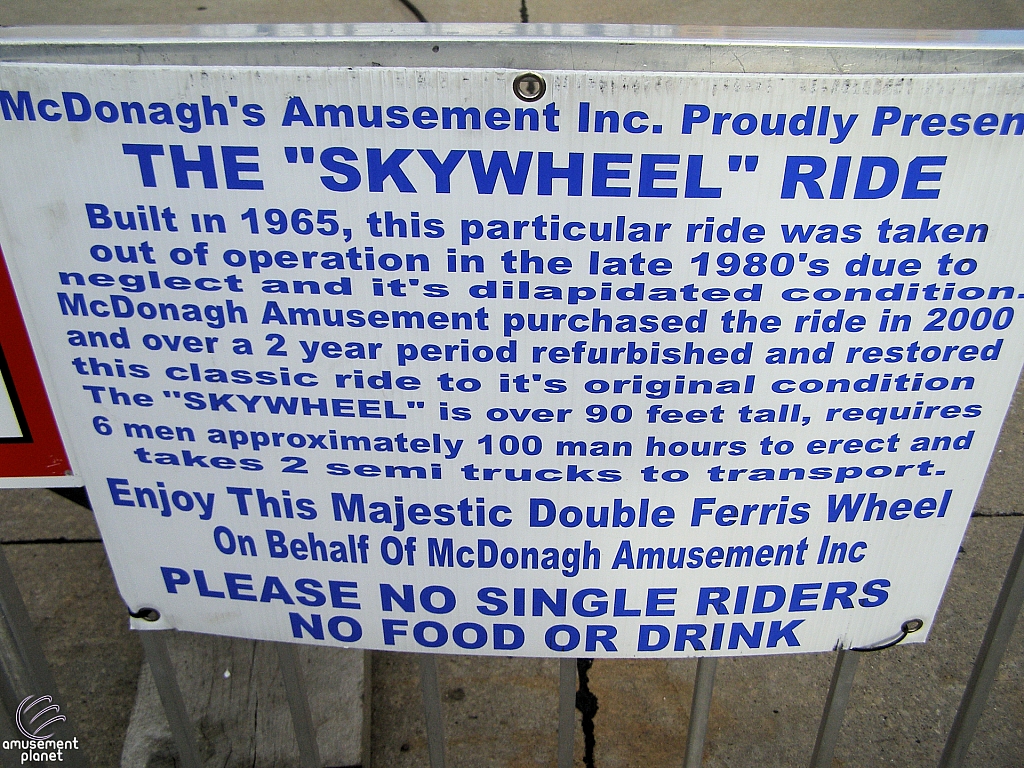 McDonagh's Amusement Inc. Proudly Presen
THE "SKYWHEEL" RIDE
Built in 1965, this particular ride was taken
out of operation in the late 1980's due to
neglect and it's dilapidated condition.
McDonagh Amusement purchased the ride in 2000
and over a 2 year period refurbished and restored
this classic ride to it's original condition
The "SKYWHEEL" is over 90 feet tall, requires
6 men approximately 100 man hours to erect and
takes 2 semi trucks to transport.
Enjoy This Majestic Double Ferris Wheel
On Behalf Of McDonagh Amusement Inc
PLEASE NO SINGLE RIDERS
NO FOOD OR DRINK
amusement
planet